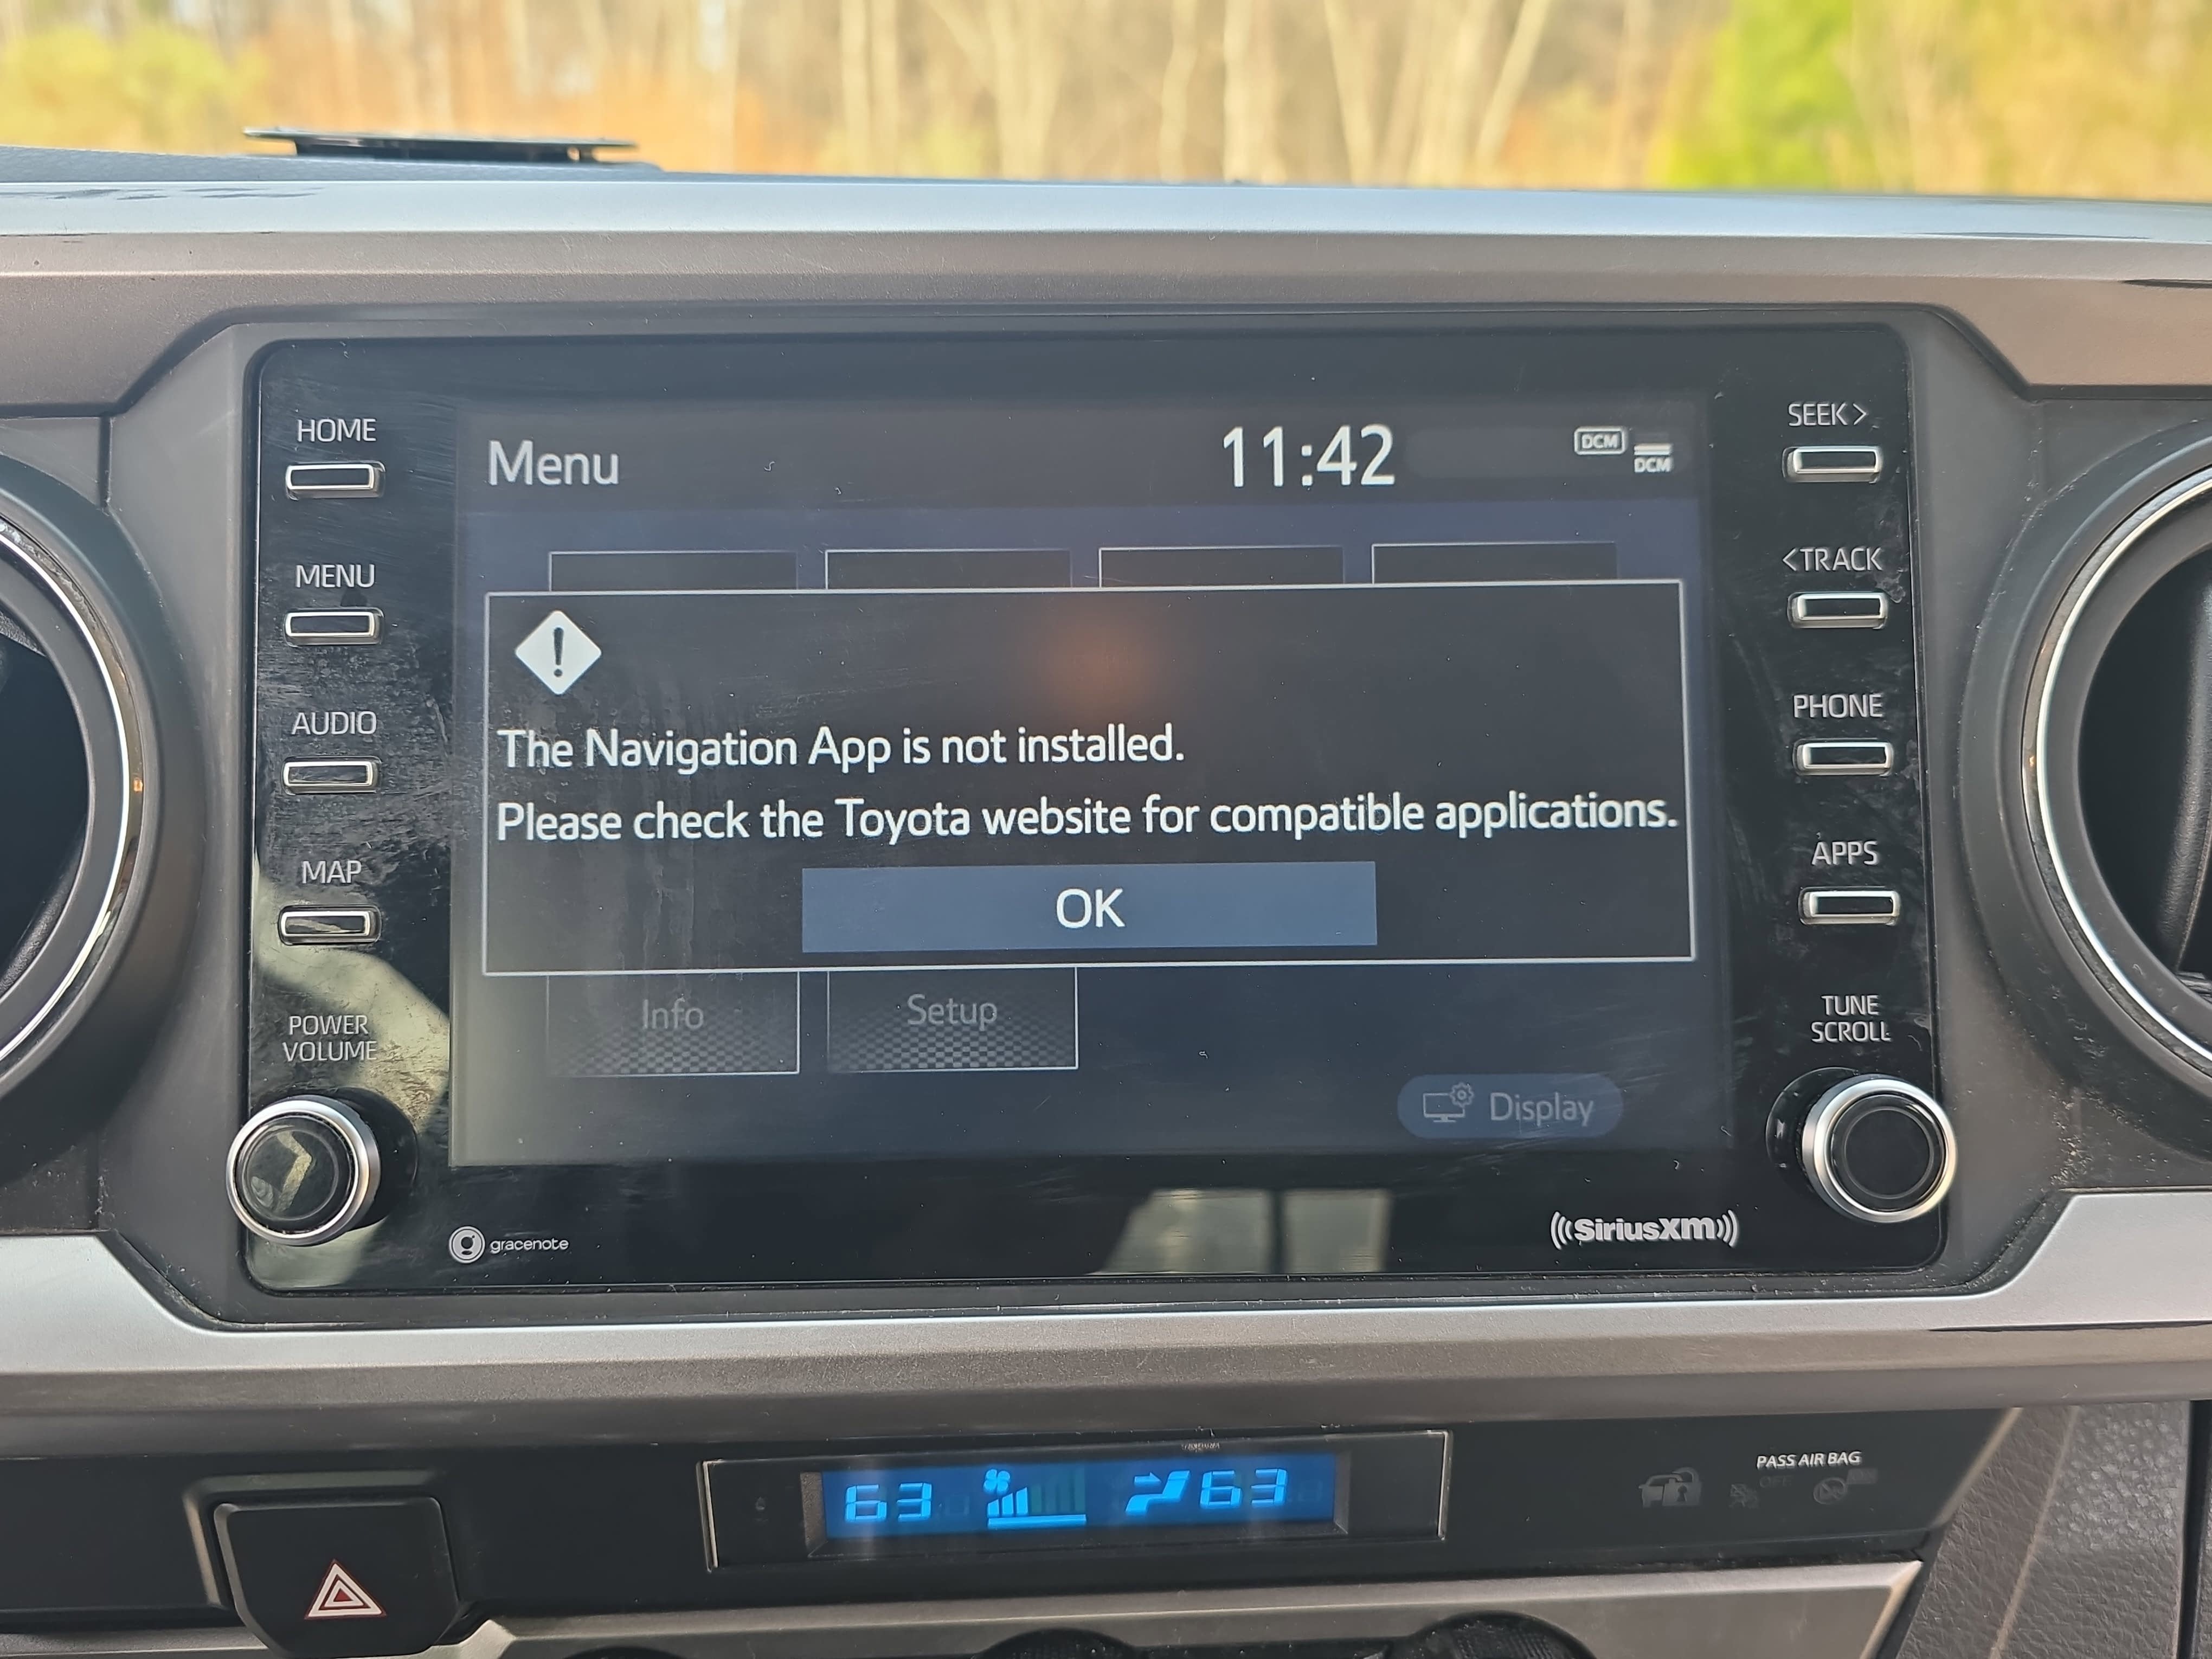 HOME
MENU
AUDIO
MAP
POWER
VOLUME
Menu
11:42
DCM
DCM
The Navigation App is not installed.
Please check the Toyota website for compatible applications.
OK
Info
Setup
Display
SEEK >
< TRACK
PHONE
APPS
TUNE
SCROLL
gracenote
((SiriusXM))
63
63
PASS AIR BAG
OFF